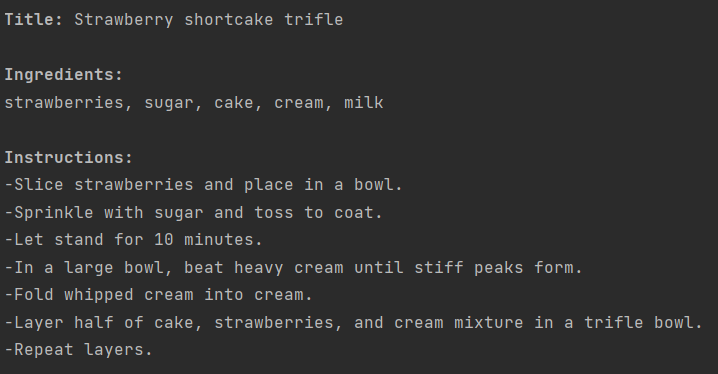 Title: Strawberry shortcake trifle
Ingredients:
strawberries, sugar, cake, cream, milk
Instructions:
-Slice strawberries and place in a bowl.
-Sprinkle with sugar and toss to coat.
-Let stand for 10 minutes.
-In a large bowl, beat heavy cream until stiff peaks form.
-Fold whipped cream into cream.
-Layer half of cake, strawberries, and cream mixture in a trifle bowl.
-Repeat layers.